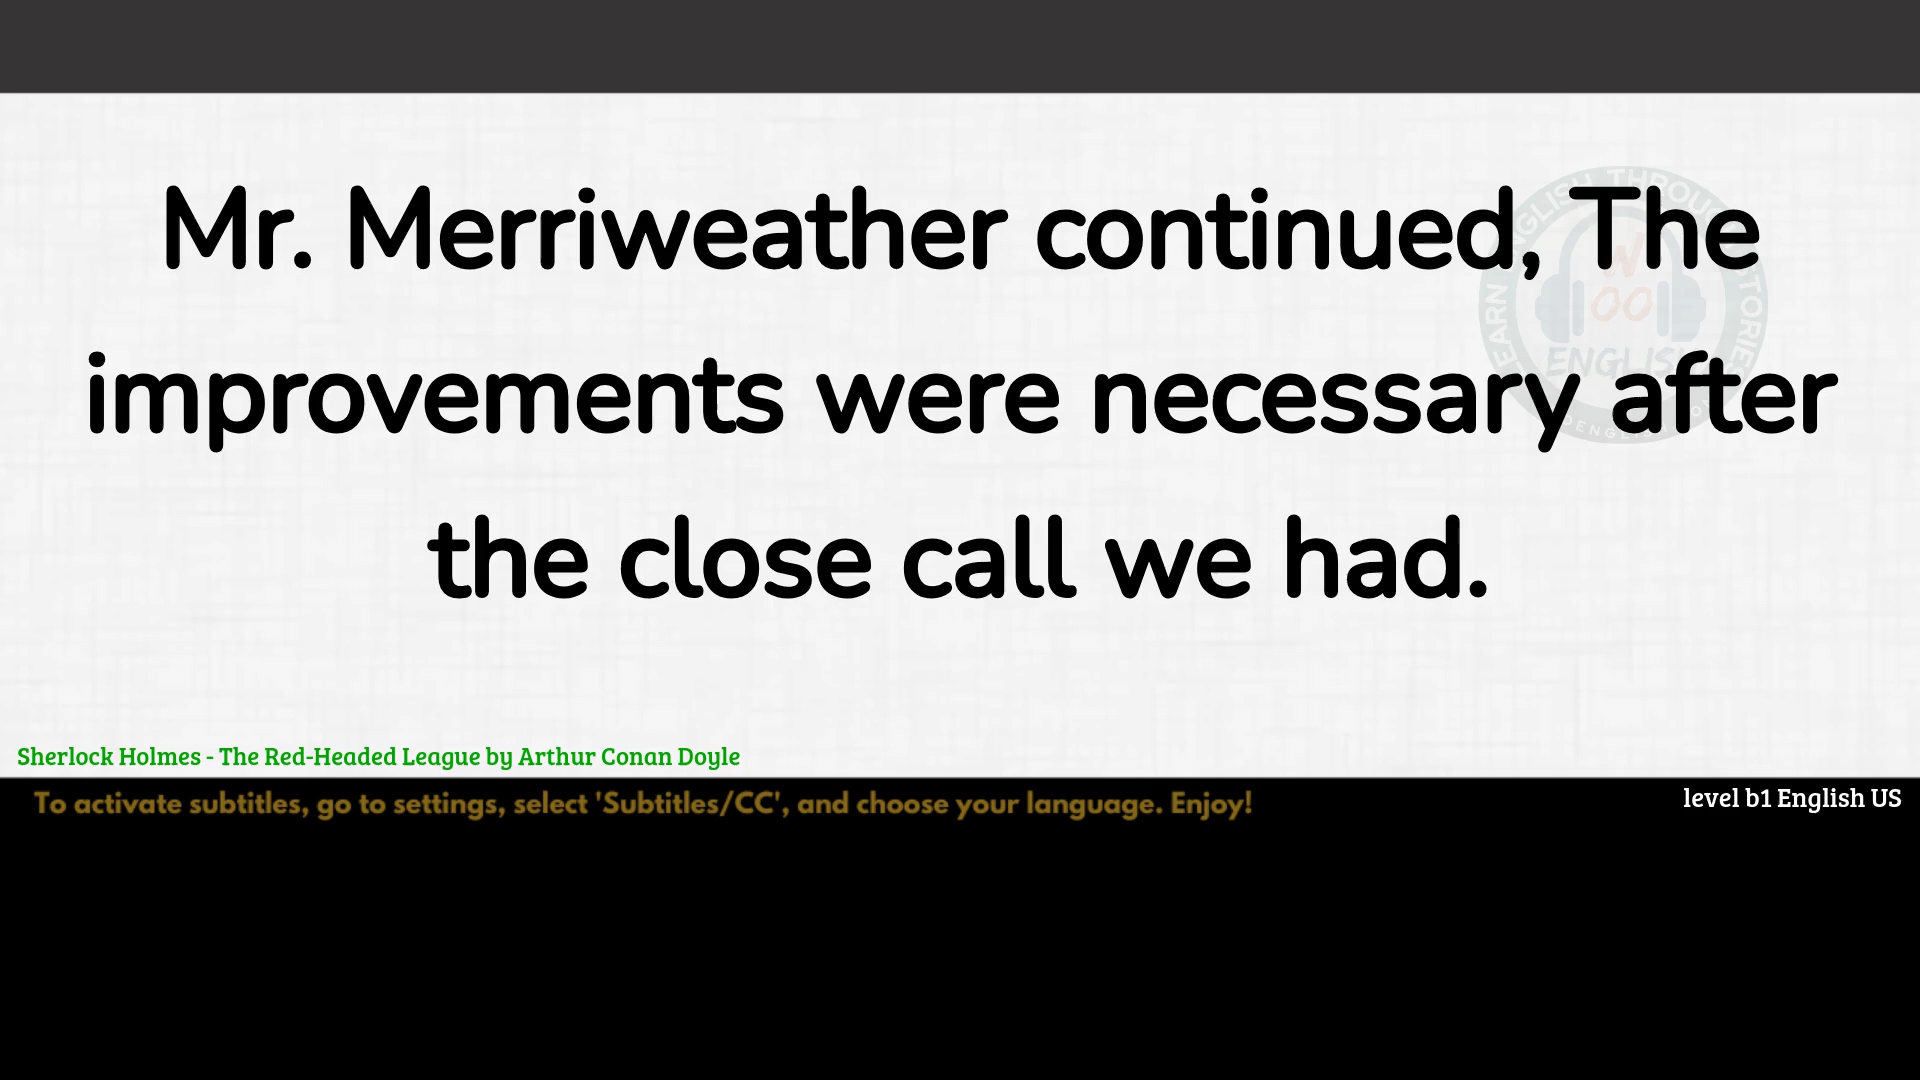 Mr. Merriweather continued, The
improvements were necessary after
the close call we had.
W
OO
ENGLISH
Sherlock Holmes - The Red-Headed League by Arthur Conan Doyle
To activate subtitles, go to settings, select 'Subtitles/CC', and choose your language. Enjoy!
level b1 English US